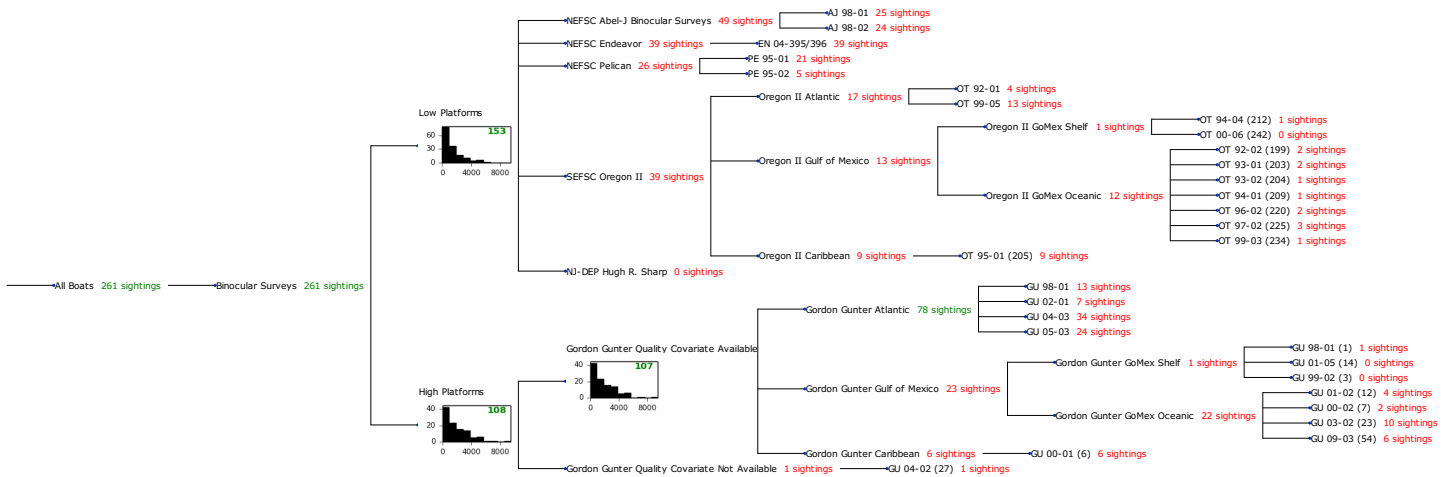 NEFSC Abel-J Binocular Surveys 49 sightings
AJ 98-01 25 sightings
AJ 98-02 24 sightings
NEFSC Endeavor 39 sightings
EN 04-395/396 39 sightings
NEFSC Pelican 26 sightings
PE 95-01 21 sightings
PE 95-02 5 sightings
Low Platforms
153
60
30
0
0 4000 8000
SEFSC Oregon II 39 sightings
Oregon II Atlantic 17 sightings
OT 92-01 4 sightings
OT 99-05 13 sightings
Oregon II Gulf of Mexico 13 sightings
Oregon II GoMex Shelf 1 sightings
OT 94-04 (212) 1 sightings
OT 00-06 (242) 0 sightings
Oregon II GoMex Oceanic 12 sightings
OT 92-02 (199) 2 sightings
OT 93-01 (203) 2 sightings
OT 93-02 (204) 1 sightings
OT 94-01 (209) 1 sightings
OT 96-02 (220) 2 sightings
OT 97-02 (225) 3 sightings
OT 99-03 (234) 1 sightings
Oregon II Caribbean 9 sightings
OT 95-01 (205) 9 sightings
NJ-DEP Hugh R. Sharp 0 sightings
All Boats 261 sightings
Binocular Surveys 261 sightings
High Platforms
108
40
20
0
0 4000 8000
Gordon Gunter Quality Covariate Available
107
40
20
0
0 4000 8000
Gordon Gunter Atlantic 78 sightings
GU 98-01 13 sightings
GU 02-01 7 sightings
GU 04-03 34 sightings
GU 05-03 24 sightings
Gordon Gunter Gulf of Mexico 23 sightings
Gordon Gunter GoMex Shelf 1 sightings
GU 98-01 (1) 1 sightings
GU 01-05 (14) 0 sightings
GU 99-02 (3) 0 sightings
Gordon Gunter GoMex Oceanic 22 sightings
GU 01-02 (12) 4 sightings
GU 00-02 (7) 2 sightings
GU 03-02 (23) 10 sightings
GU 09-03 (54) 6 sightings
Gordon Gunter Caribbean 6 sightings
GU 00-01 (6) 6 sightings
Gordon Gunter Quality Covariate Not Available 1 sightings
GU 04-02 (27) 1 sightings